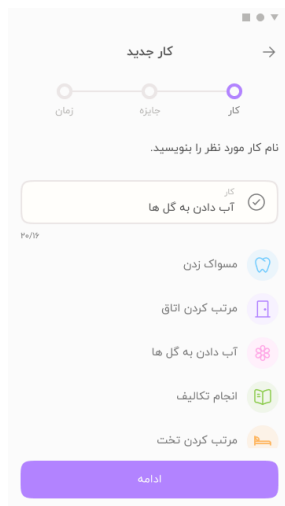 کار جدید
کار
جایزه
زمان
نام کار مورد نظر را بنویسید.
کار
آب دادن به گل ها
۲۰/۱۶
مسواک زدن
مرتب کردن اتاق
آب دادن به گل ها
انجام تکالیف
مرتب کردن تخت
ادامه